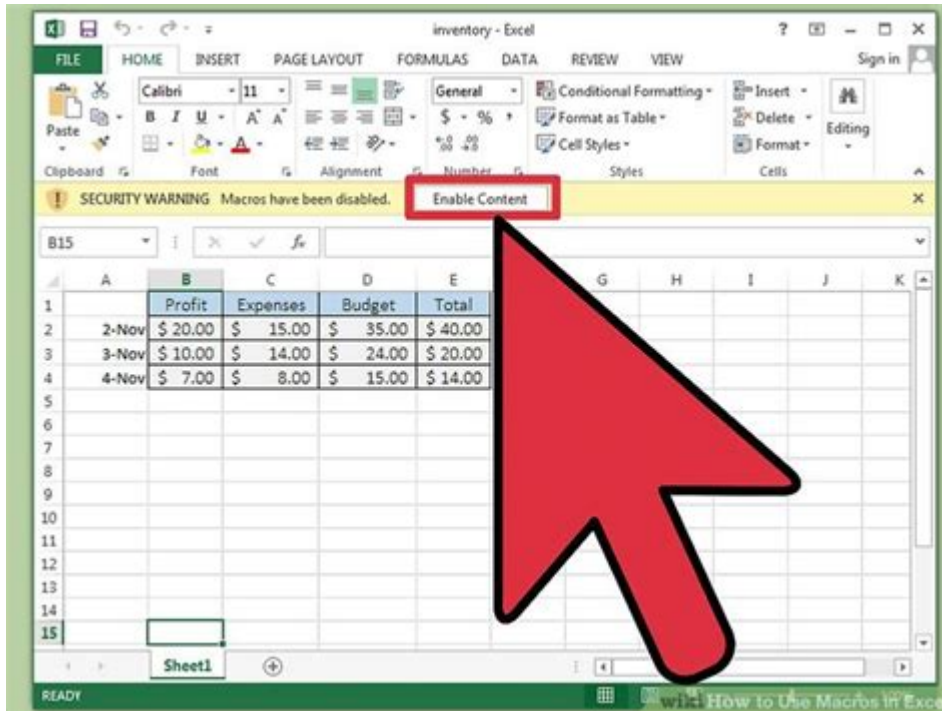 inventory - Excel
FILE HOME INSERT PAGE LAYOUT FORMULAS DATA REVIEW VIEW Sign in
Calibri 11 General Conditional Formatting Insert
Paste B I U A A $ % , Format as Table Delete Editing
A .00 .00 Cell Styles Format
Clipboard Font Alignment Number Styles Cells
SECURITY WARNING Macros have been disabled. Enable Content
B15 fx
A B C D E G H I J K
1 Profit Expenses Budget Total
2 2-Nov $ 20.00 $ 15.00 $ 35.00 $ 40.00
3 3-Nov $ 10.00 $ 14.00 $ 24.00 $ 20.00
4 4-Nov $ 7.00 $ 8.00 $ 15.00 $ 14.00
5
6
7
8
9
10
11
12
13
14
15
Sheet1
READY
wikiHow to Use Macros in Exce